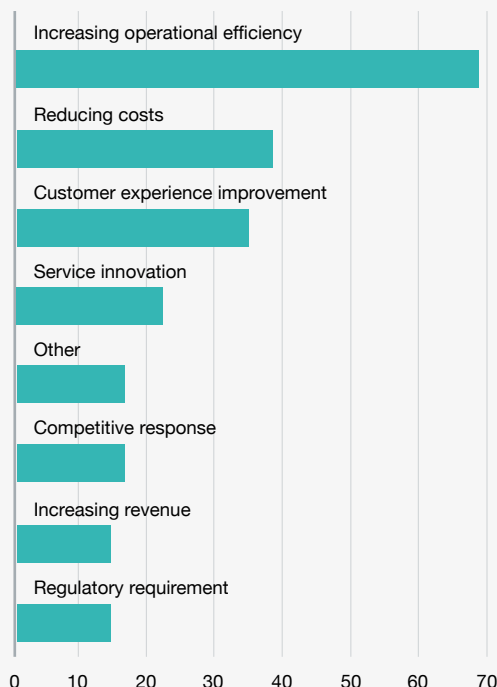 Increasing operational efficiency
Reducing costs
Customer experience improvement
Service innovation
Other
Competitive response
Increasing revenue
Regulatory requirement
0 10 20 30 40 50 60 70